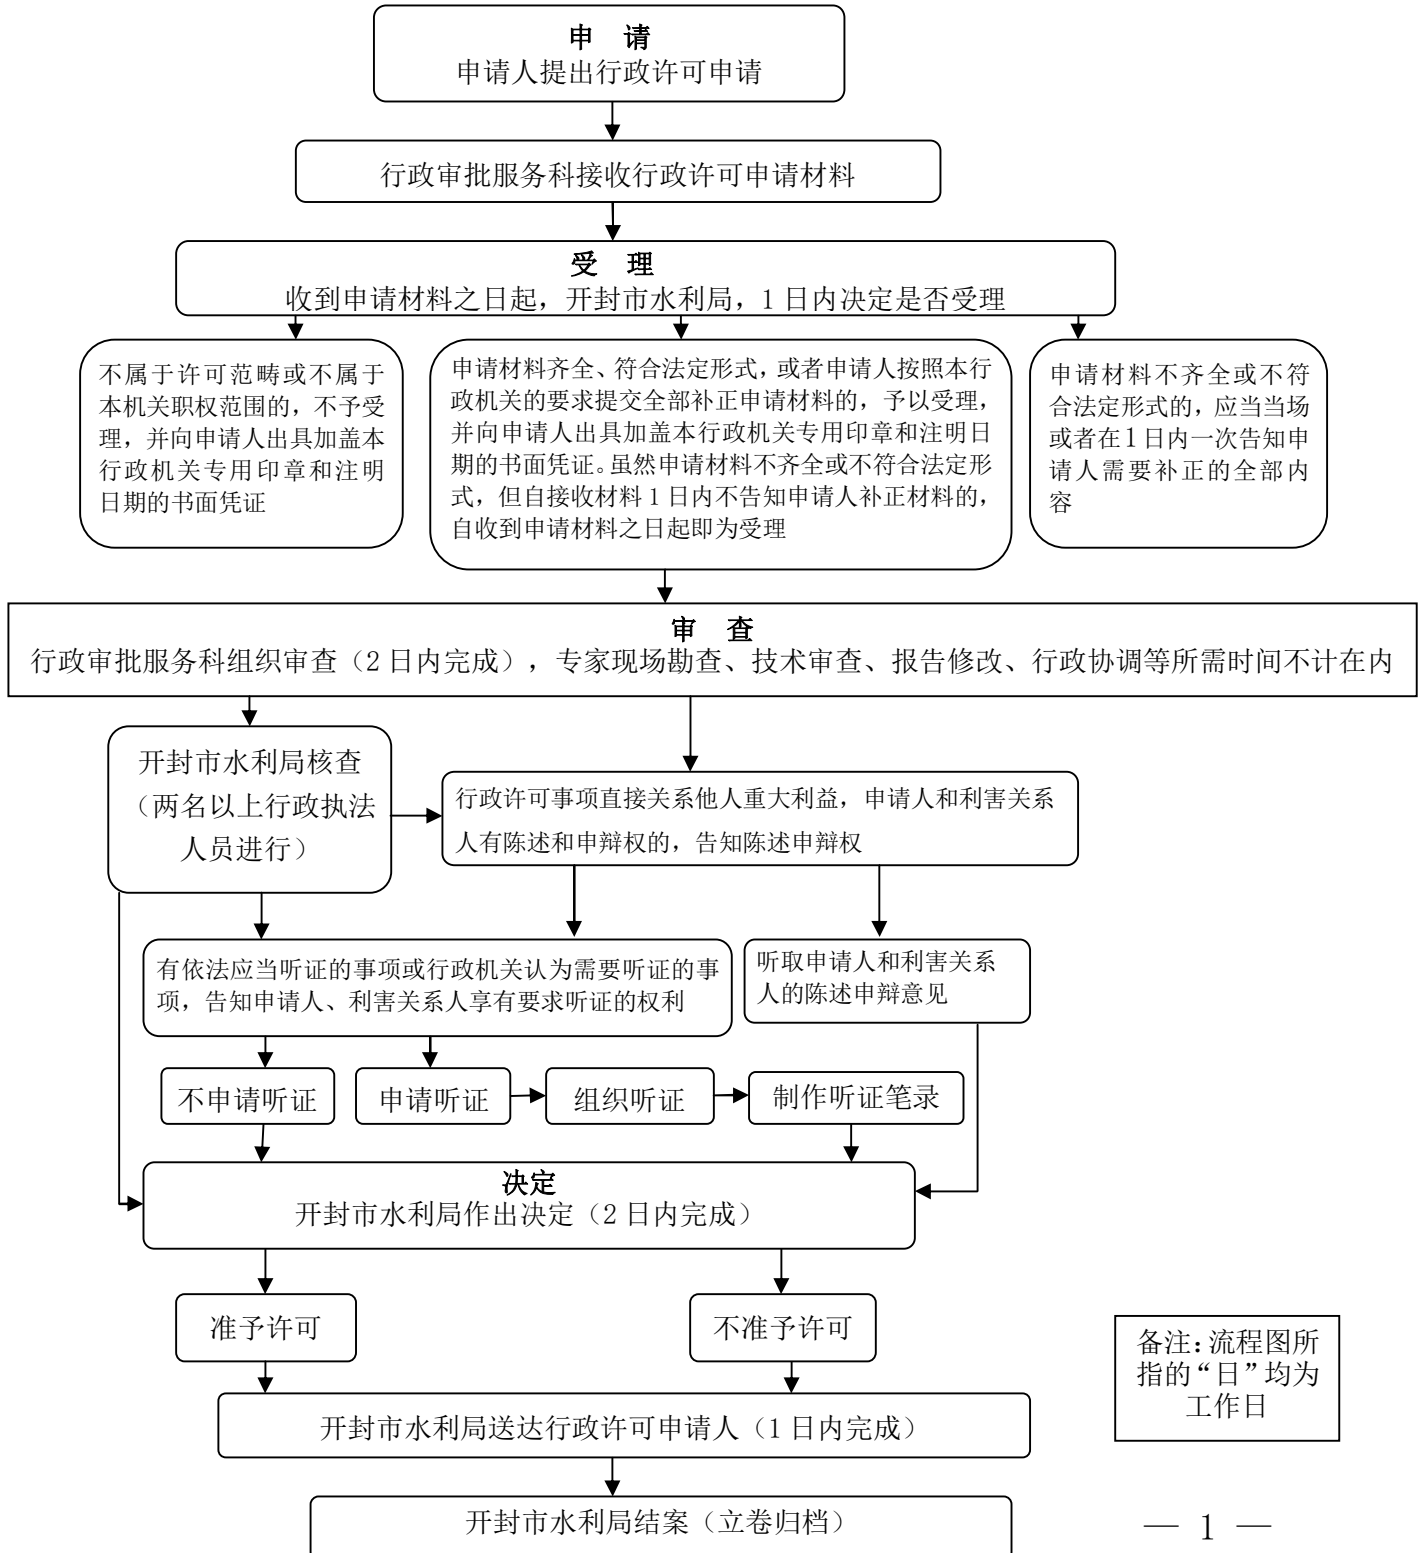 申 请
申请人提出行政许可申请
行政审批服务科接收行政许可申请材料
受 理
收到申请材料之日起，开封市水利局，1日内决定是否受理
不属于许可范畴或不属于
本机关职权范围的，不予受
理，并向申请人出具加盖本
行政机关专用印章和注明
日期的书面凭证
申请材料齐全、符合法定形式，或者申请人按照本行
政机关的要求提交全部补正申请材料的，予以受理，
并向申请人出具加盖本行政机关专用印章和注明日
期的书面凭证。虽然申请材料不齐全或不符合法定形
式，但自接收材料1日内不告知申请人补正材料的，
自收到申请材料之日起即为受理
申请材料不齐全或不符
合法定形式的，应当当场
或者在1日内一次告知申
请人需要补正的全部内
容
审 查
行政审批服务科组织审查（2日内完成），专家现场勘查、技术审查、报告修改、行政协调等所需时间不计在内
开封市水利局核查
（两名以上行政执法
人员进行）
行政许可事项直接关系他人重大利益，申请人和利害关系
人有陈述和申辩权的，告知陈述申辩权
有依法应当听证的事项或行政机关认为需要听证的事
项，告知申请人、利害关系人享有要求听证的权利
听取申请人和利害关系
人的陈述申辩意见
不申请听证
申请听证
组织听证
制作听证笔录
决定
开封市水利局作出决定（2日内完成）
准予许可
不准予许可
备注：流程图所
指的“日”均为
工作日
开封市水利局送达行政许可申请人（1日内完成）
开封市水利局结案（立卷归档）
— 1 —